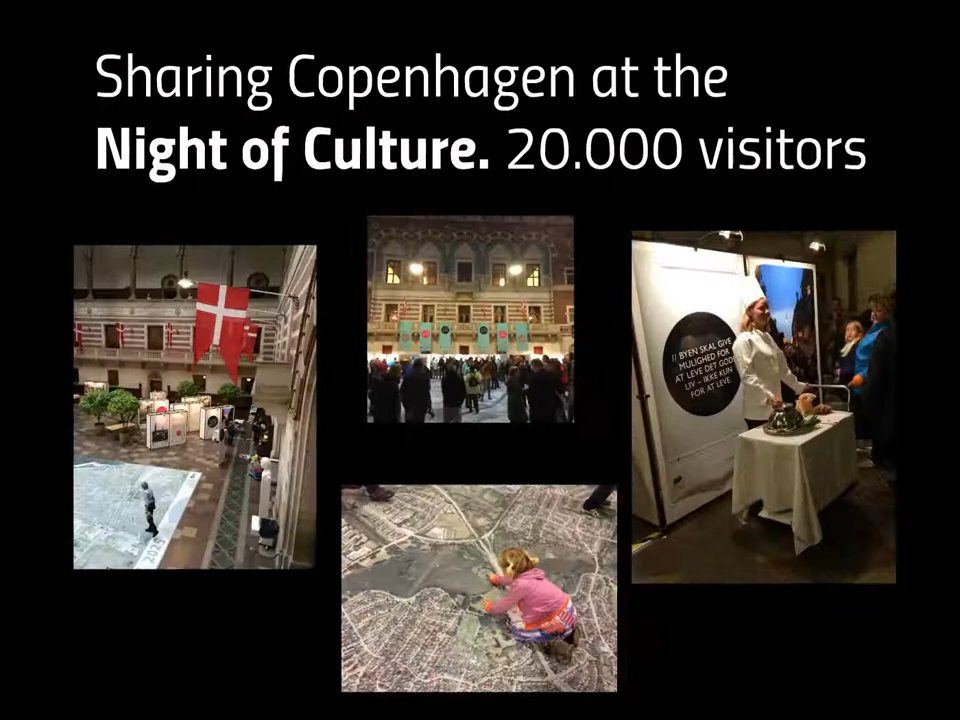 Sharing Copenhagen at the
Night of Culture. 20.000 visitors
// BYEN SKAL GIVE
MULIGHED FOR
AT LEVE DET GODE
LIV – IKKE KUN
FOR AT LEVE.
2025